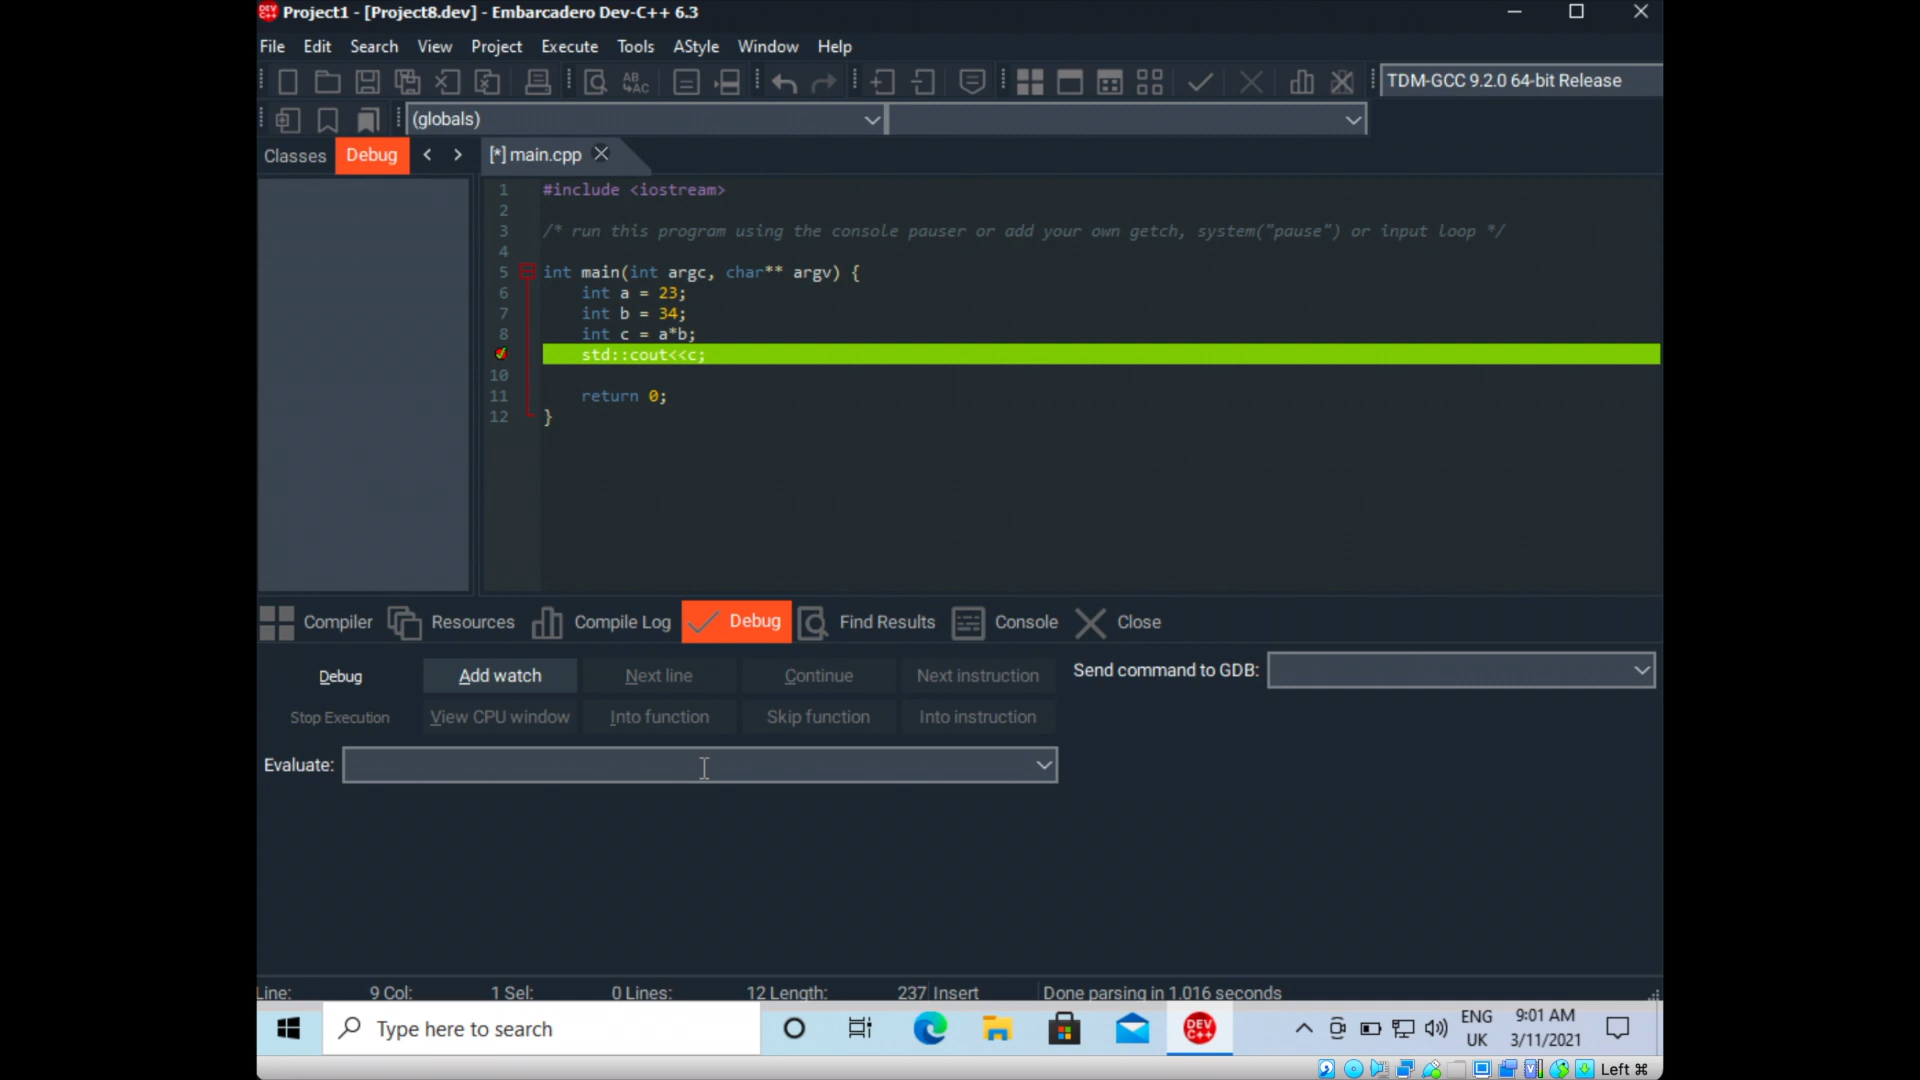 Project1 - [Project8.dev] - Embarcadero Dev-C++ 6.3
File Edit Search View Project Execute Tools AStyle Window Help
TDM-GCC 9.2.0 64-bit Release
(globals)
Classes Debug [*] main.cpp
1 #include <iostream>
2
3 /* run this program using the console pauser or add your own getch, system("pause") or input loop */
4
5 int main(int argc, char** argv) {
6 int a = 23;
7 int b = 34;
8 int c = a*b;
std::cout<<c;
10
11 return 0;
12 }
Compiler Resources Compile Log Debug Find Results Console Close
Debug Add watch Next line Continue Next instruction Send command to GDB:
Stop Execution View CPU window Into function Skip function Into instruction
Evaluate:
Line: 9 Col: 1 Sel: 0 Lines: 12 Length: 237 Insert Done parsing in 1.016 seconds
Type here to search
DEV C++
ENG
UK
9:01 AM
3/11/2021
Left ⌘